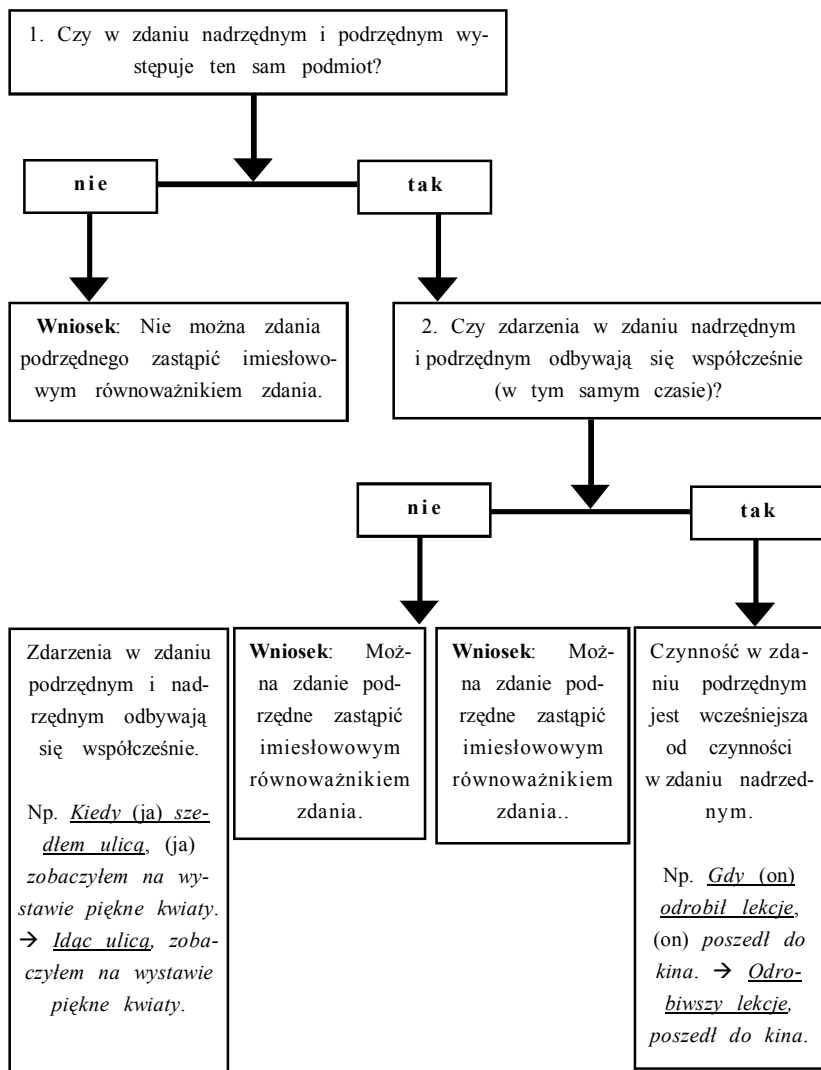 1. Czy w zdaniu nadrzędnym i podrzędnym wy-
stępuje ten sam podmiot?
nie
tak
Wniosek: Nie można zdania
podrzędnego zastąpić imiesłowo-
wym równoważnikiem zdania.
2. Czy zdarzenia w zdaniu nadrzędnym
i podrzędnym odbywają się współcześnie
(w tym samym czasie)?
nie
tak
Zdarzenia w zdaniu
podrzędnym i nad-
rzędnym odbywają
się współcześnie.
Np. Kiedy (ja) sze-
dłem ulicą, (ja)
zobaczyłem na wy-
stawie piękne kwiaty.
→ Idąc ulicą, zoba-
czyłem na wystawie
piękne kwiaty.
Wniosek: Moż-
na zdanie pod-
rzędne zastąpić
imiesłowowym
równoważnikiem
zdania.
Wniosek: Moż-
na zdanie pod-
rzędne zastąpić
imiesłowowym
równoważnikiem
zdania..
Czynność w zda-
niu podrzędnym
jest wcześniejsza
od czynności
w zdaniu nadrzed-
nym.
Np. Gdy (on)
odrobił lekcje,
(on) poszedł do
kina. → Odro-
biwszy lekcje,
poszedł do kina.